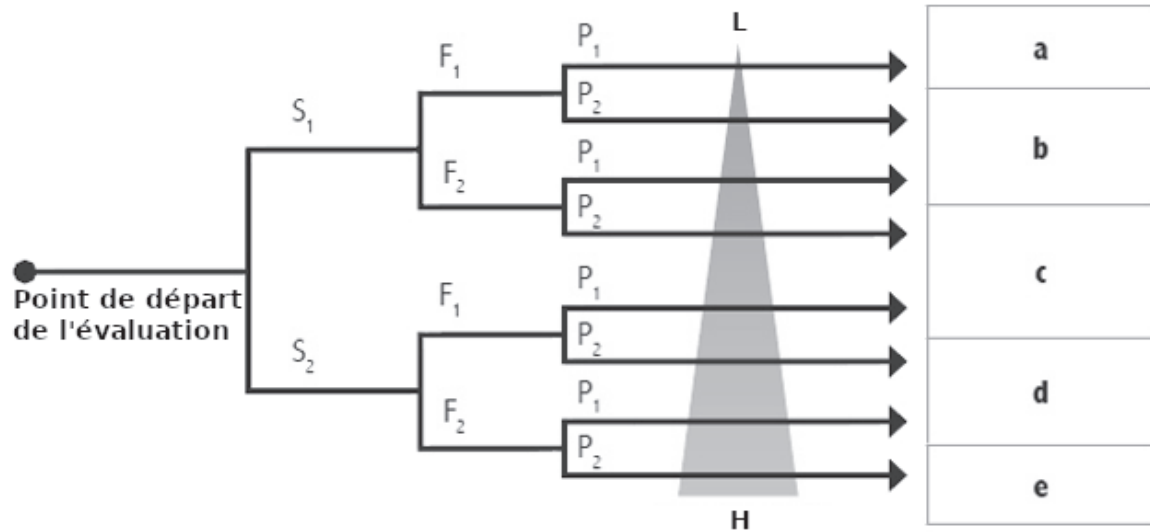 L
P₁
a
F₁
P₂
S₁
b
P₁
F₂
P₂
c
Point de départ
de l'évaluation
P₁
F₁
P₂
S₂
d
P₁
F₂
P₂
e
H